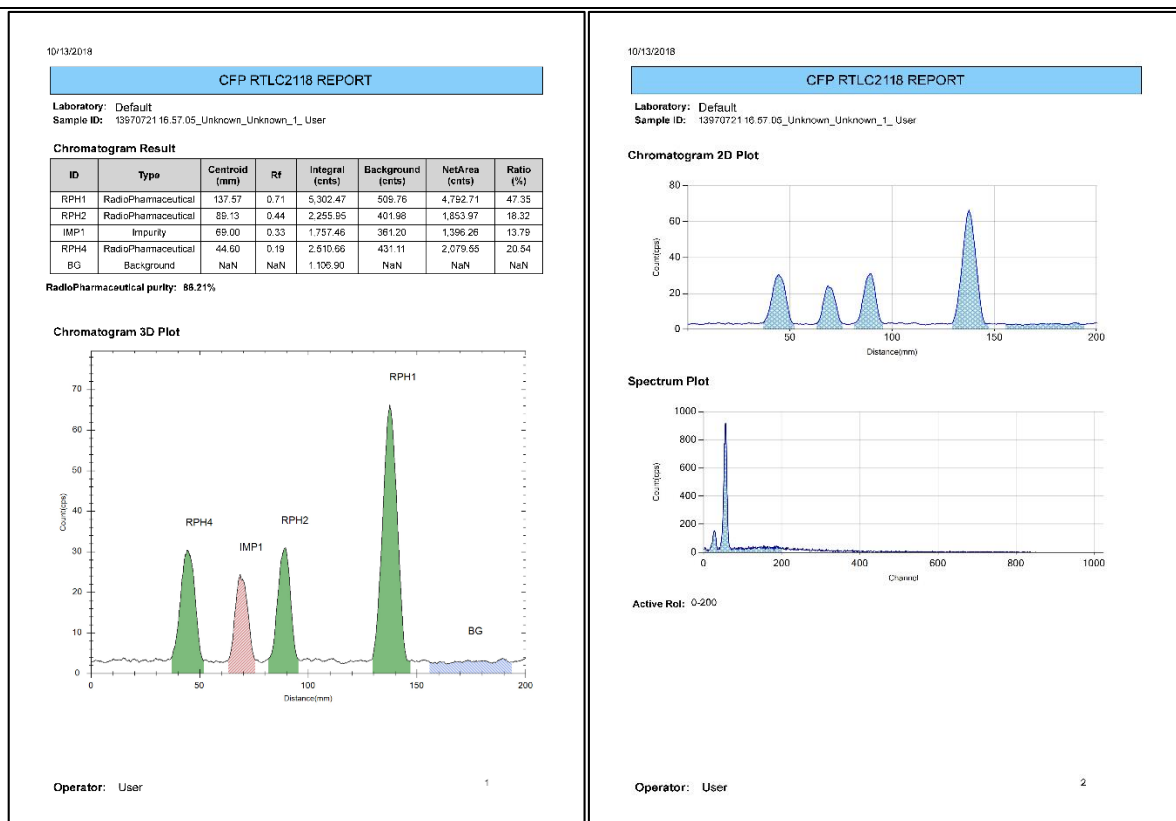 10/13/2018
CFP RTLC2118 REPORT
Laboratory: Default
Sample ID: 13970721 16.57.05_Unknown_Unknown_1_ User
Chromatogram Result
ID Type Centroid (mm) Rf Integral (cnts) Background (cnts) NetArea (cnts) Ratio (%)
RPH1 RadioPharmaceutical 137.57 0.71 5,302.47 509.76 4,792.71 47.35
RPH2 RadioPharmaceutical 89.13 0.44 2,255.95 401.98 1,853.97 18.32
IMP1 Impurity 69.00 0.33 1,757.46 361.20 1,396.26 13.79
RPH4 RadioPharmaceutical 44.60 0.19 2,510.66 431.11 2,079.55 20.54
BG Background NaN NaN 1,106.90 NaN NaN NaN
RadioPharmaceutical purity: 86.21%
Chromatogram 3D Plot
RPH1
70
60
50
Count(cps)
40
RPH4 RPH2
30
IMP1
20
10
BG
0
0 50 100 150 200
Distance(mm)
Operator: User
1
10/13/2018
CFP RTLC2118 REPORT
Laboratory: Default
Sample ID: 13970721 16.57.05_Unknown_Unknown_1_ User
Chromatogram 2D Plot
80
60
Count(cps)
40
20
0
50 100 150 200
Distance(mm)
Spectrum Plot
1000
800
600
Count(cps)
400
200
0
0 200 400 600 800 1000
Channel
Active RoI: 0-200
Operator: User
2